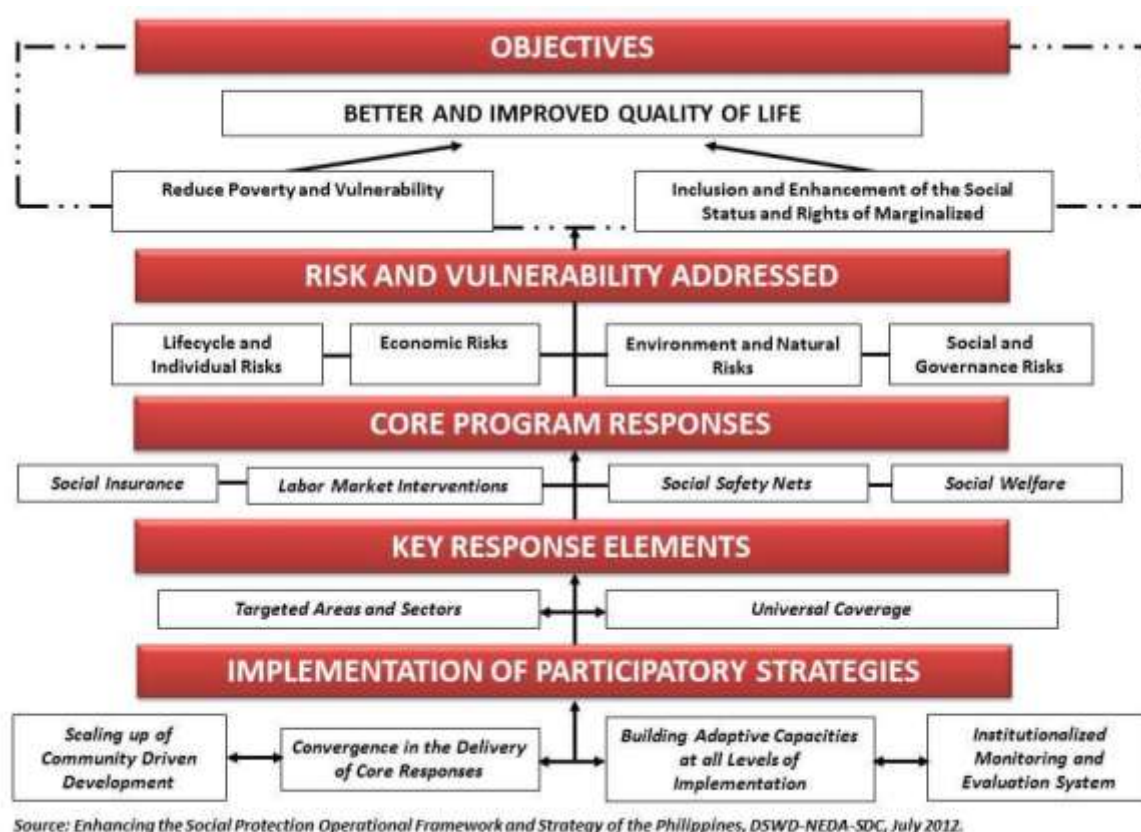 OBJECTIVES
BETTER AND IMPROVED QUALITY OF LIFE
Reduce Poverty and Vulnerability
Inclusion and Enhancement of the Social
Status and Rights of Marginalized
RISK AND VULNERABILITY ADDRESSED
Lifecycle and
Individual Risks
Economic Risks
Environment and Natural
Risks
Social and
Governance Risks
CORE PROGRAM RESPONSES
Social Insurance
Labor Market Interventions
Social Safety Nets
Social Welfare
KEY RESPONSE ELEMENTS
Targeted Areas and Sectors
Universal Coverage
IMPLEMENTATION OF PARTICIPATORY STRATEGIES
Scaling up of
Community Driven
Development
Convergence in the Delivery
of Core Responses
Building Adaptive Capacities
at all Levels of
Implementation
Institutionalized
Monitoring and
Evaluation System
Source: Enhancing the Social Protection Operational Framework and Strategy of the Philippines, DSWD-NEDA-SDC, July 2012.